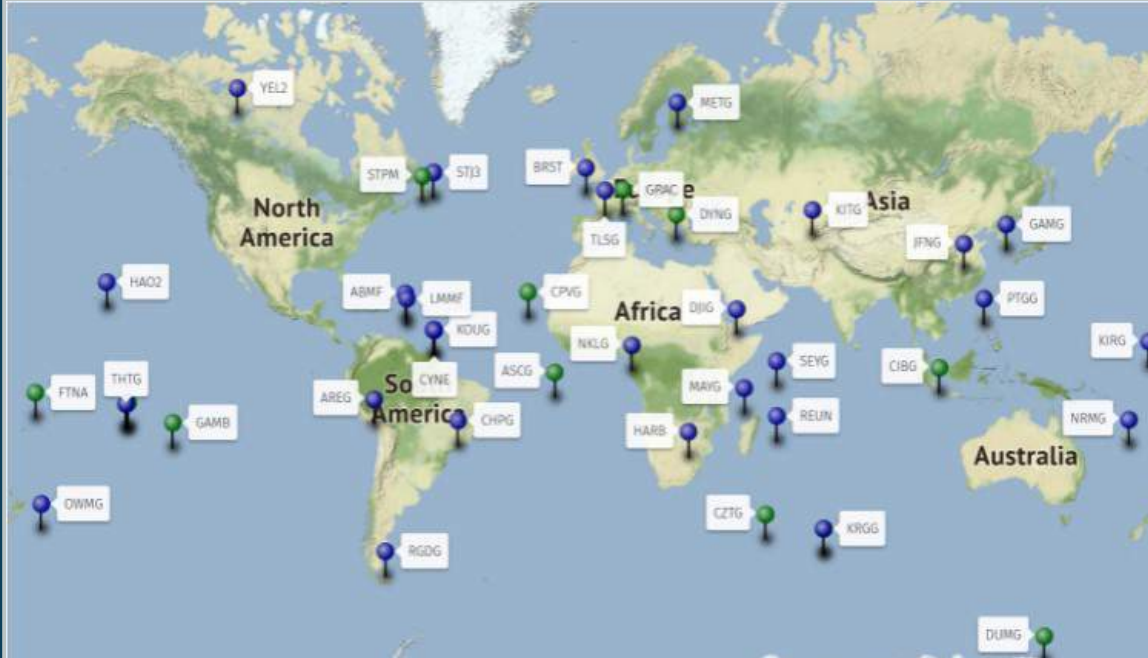 YEL2
METG
BRST
STPM
STJ3
GRAC
Asia
North
America
KITG
DYNG
GAMG
TLSG
JFNG
HAO2
ABMF
LMMF
CPVG
PTGG
Africa
DJIG
KOUG
NKLG
KIRG
SEYG
CIBG
ASCG
CYNE
THTG
FTNA
MAYG
AREG
America
CHPG
REUN
NRMG
GAMB
HARB
Australia
OWMG
CZTG
KRGG
RGDG
DUMG